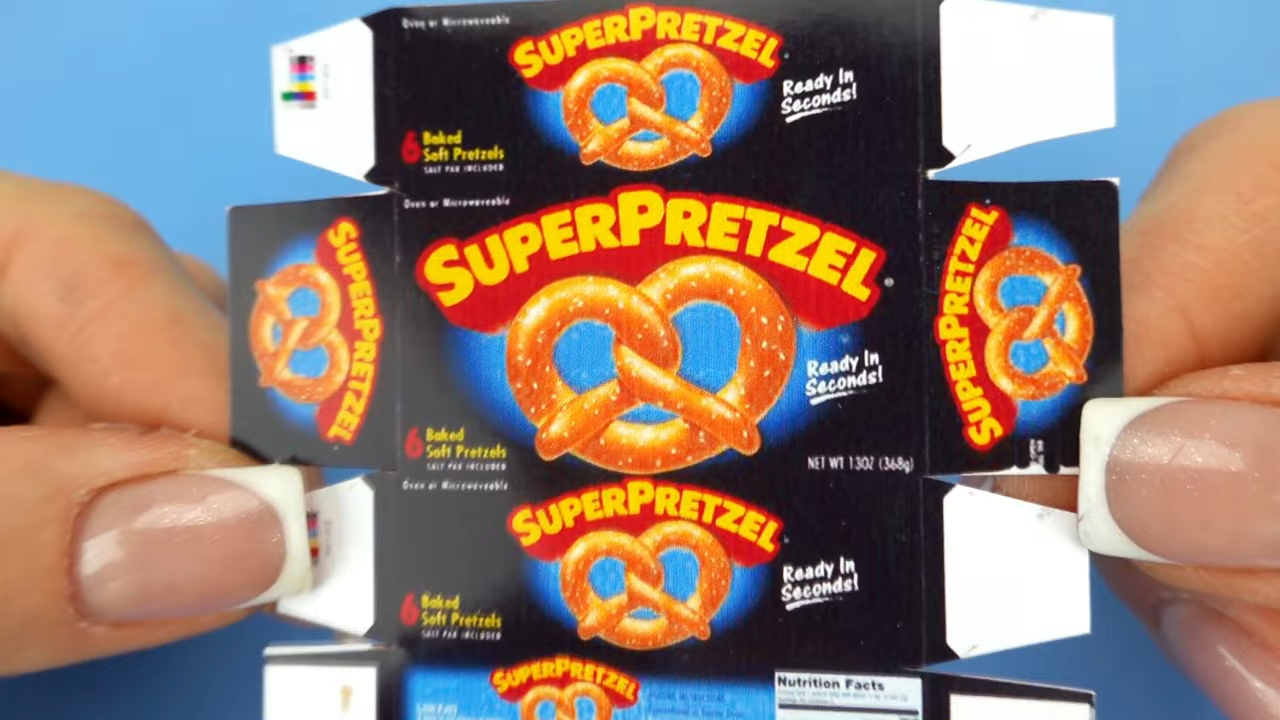 Oven or Microwaveable
SUPERPRETZEL
Ready In
Seconds!
6 Baked
Soft Pretzels
SALT PAK INCLUDED
Oven or Microwaveable
SUPERPRETZEL
®
SUPERPRETZEL
SUPERPRETZEL
Ready In
Seconds!
6 Baked
Soft Pretzels
SALT PAK INCLUDED
NET WT 13OZ (368g)
Oven or Microwaveable
SUPERPRETZEL
Ready In
Seconds!
6 Baked
Soft Pretzels
SALT PAK INCLUDED
SUPERPRETZEL
Nutrition Facts